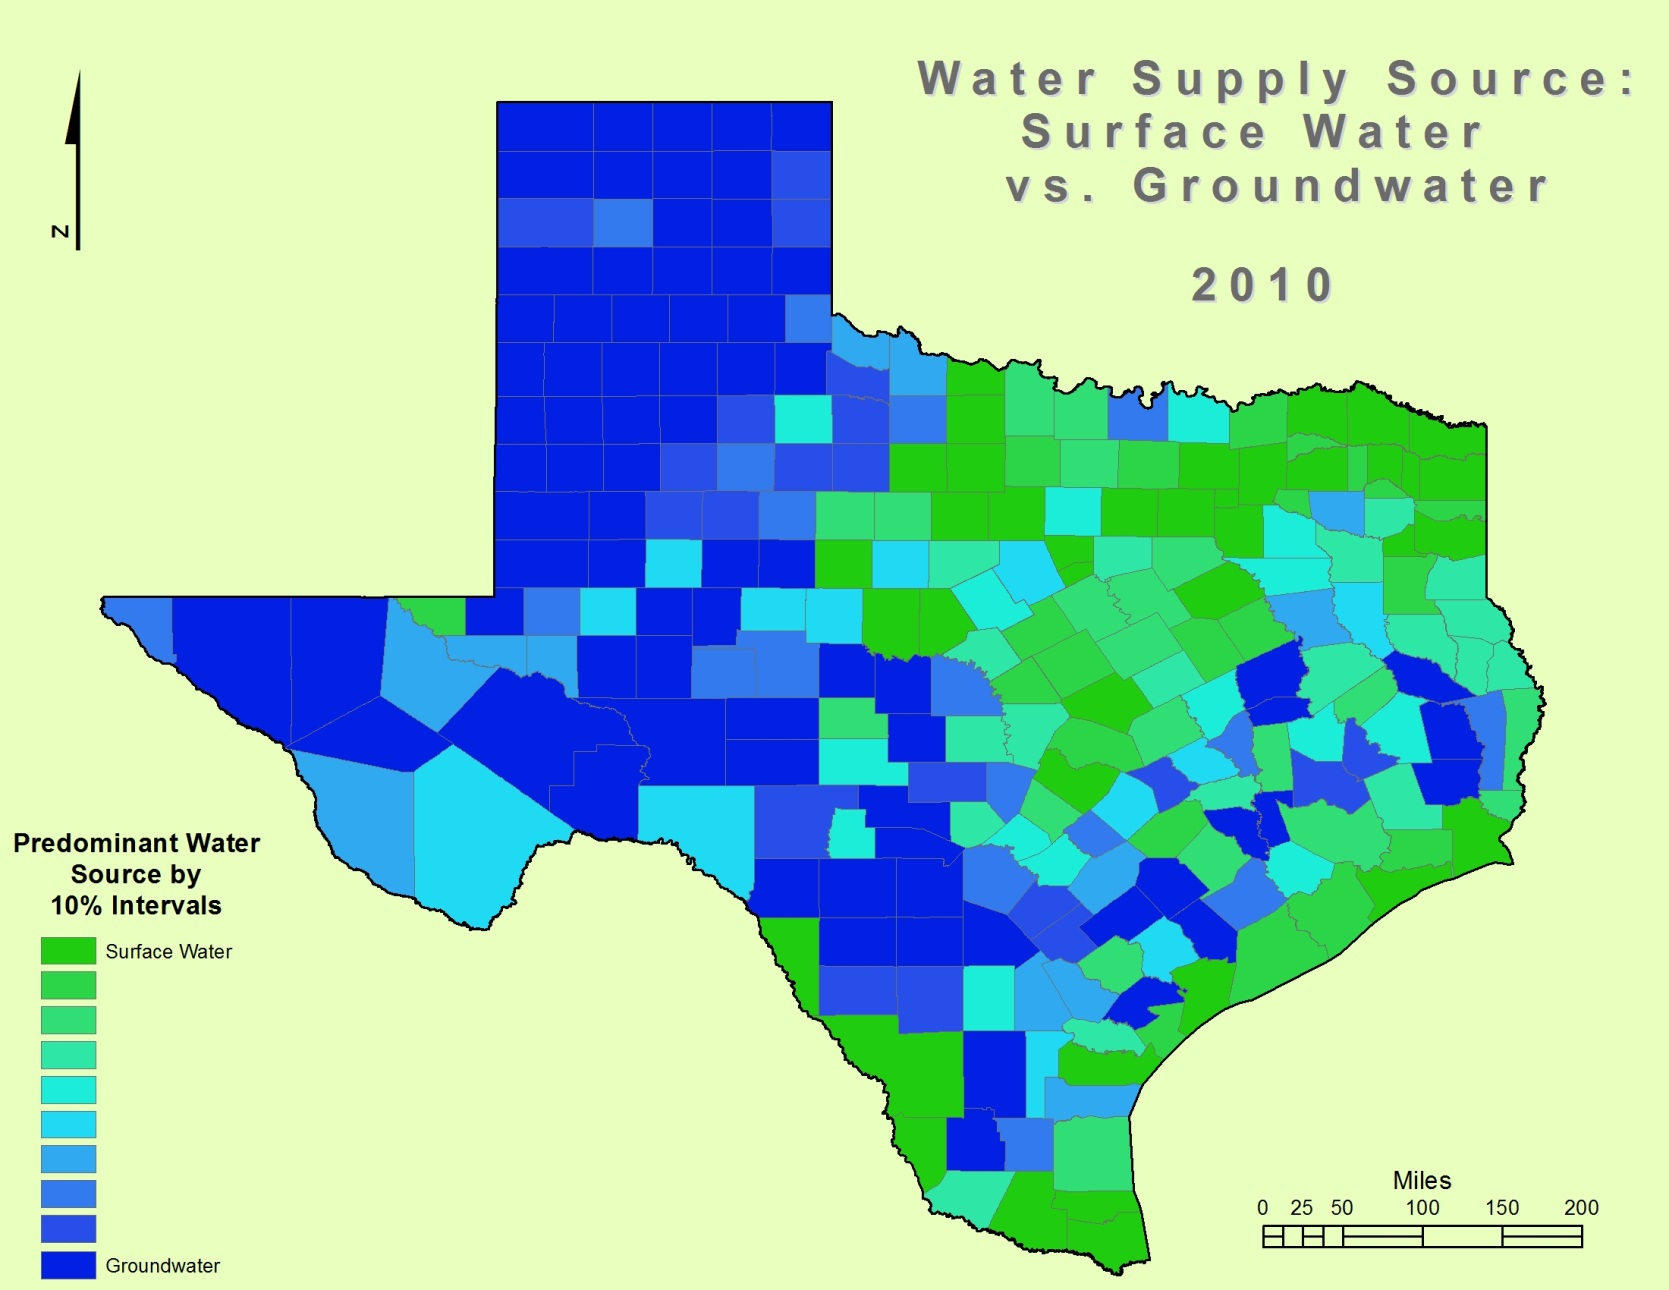 Water Supply Source:
Surface Water
vs. Groundwater
2010
N
Predominant Water
Source by
10% Intervals
Surface Water
Groundwater
Miles
0 25 50 100 150 200